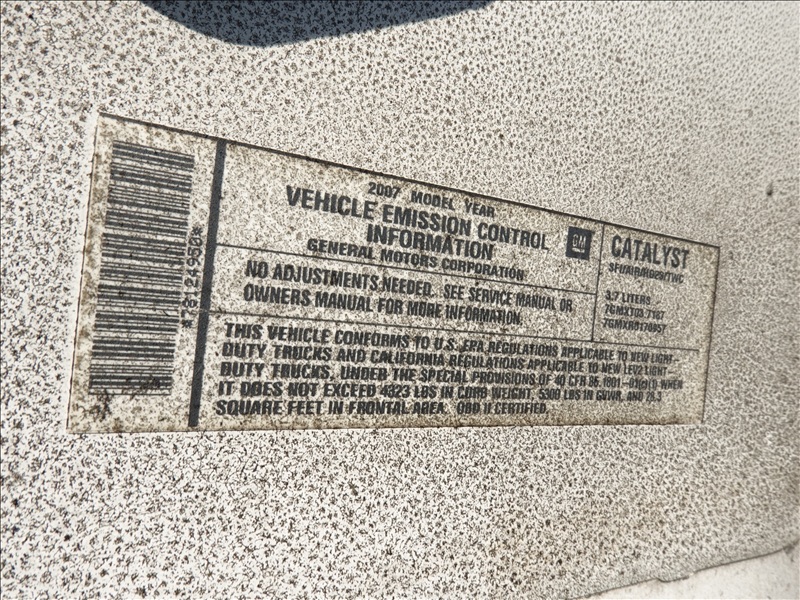 2007 MODEL YEAR
VEHICLE EMISSION CONTROL
INFORMATION
GENERAL MOTORS CORPORATION
GM
NO ADJUSTMENTS NEEDED. SEE SERVICE MANUAL OR
OWNERS MANUAL FOR MORE INFORMATION.
CATALYST
3.7 LITERS
THIS VEHICLE CONFORMS TO U.S. EPA REGULATIONS APPLICABLE TO NEW LIGHT-
DUTY TRUCKS AND CALIFORNIA REGULATIONS APPLICABLE TO NEW LEV2 LIGHT-
DUTY TRUCKS, UNDER THE SPECIAL PROVISIONS OF 40 CFR 86.1801-01(c)(1) WHEN
IT DOES NOT EXCEED 4323 LBS IN CURB WEIGHT, 5300 LBS IN GVWR, AND 28.3
SQUARE FEET IN FRONTAL AREA. OBD II CERTIFIED.